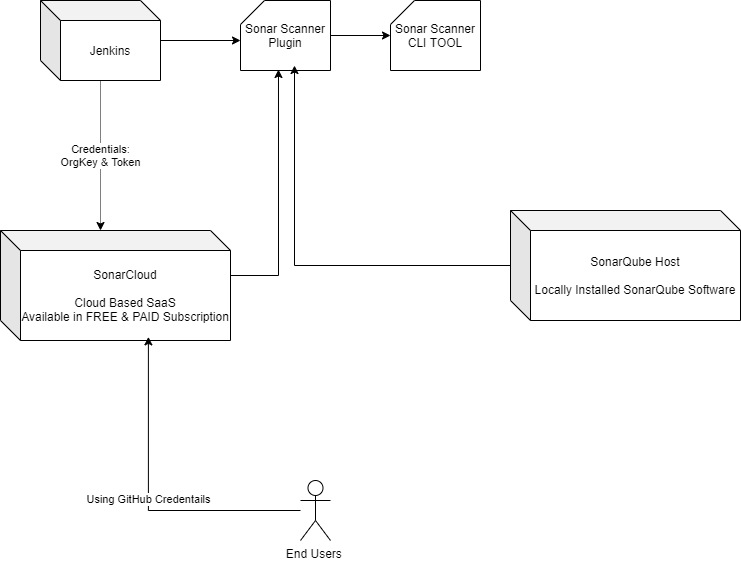 Jenkins
Sonar Scanner
Plugin
Sonar Scanner
CLI TOOL
Credentials:
OrgKey & Token
SonarCloud
Cloud Based SaaS
Available in FREE & PAID Subscription
SonarQube Host
Locally Installed SonarQube Software
Using GitHub Credentails
End Users